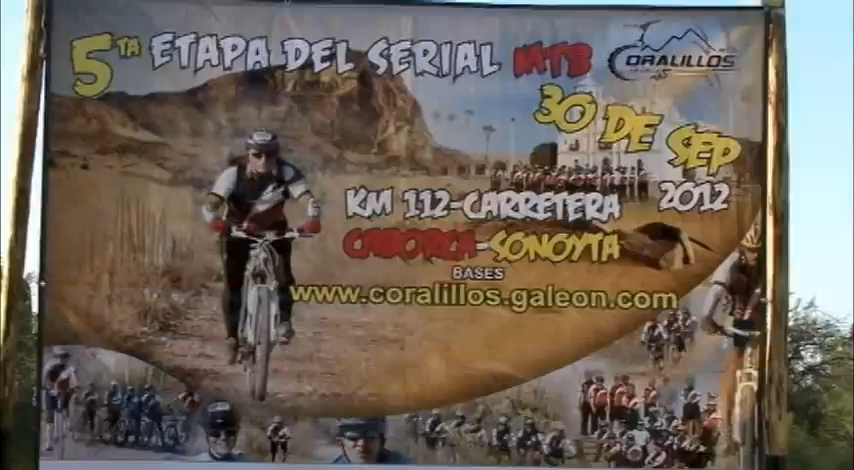 5TA ETAPA DEL SERIAL MTB
CORALILLOS
30 DE SEP
2012
KM 112-CARRETERA
CABORCA-SONOYTA
BASES
www.coralillos.galeon.com